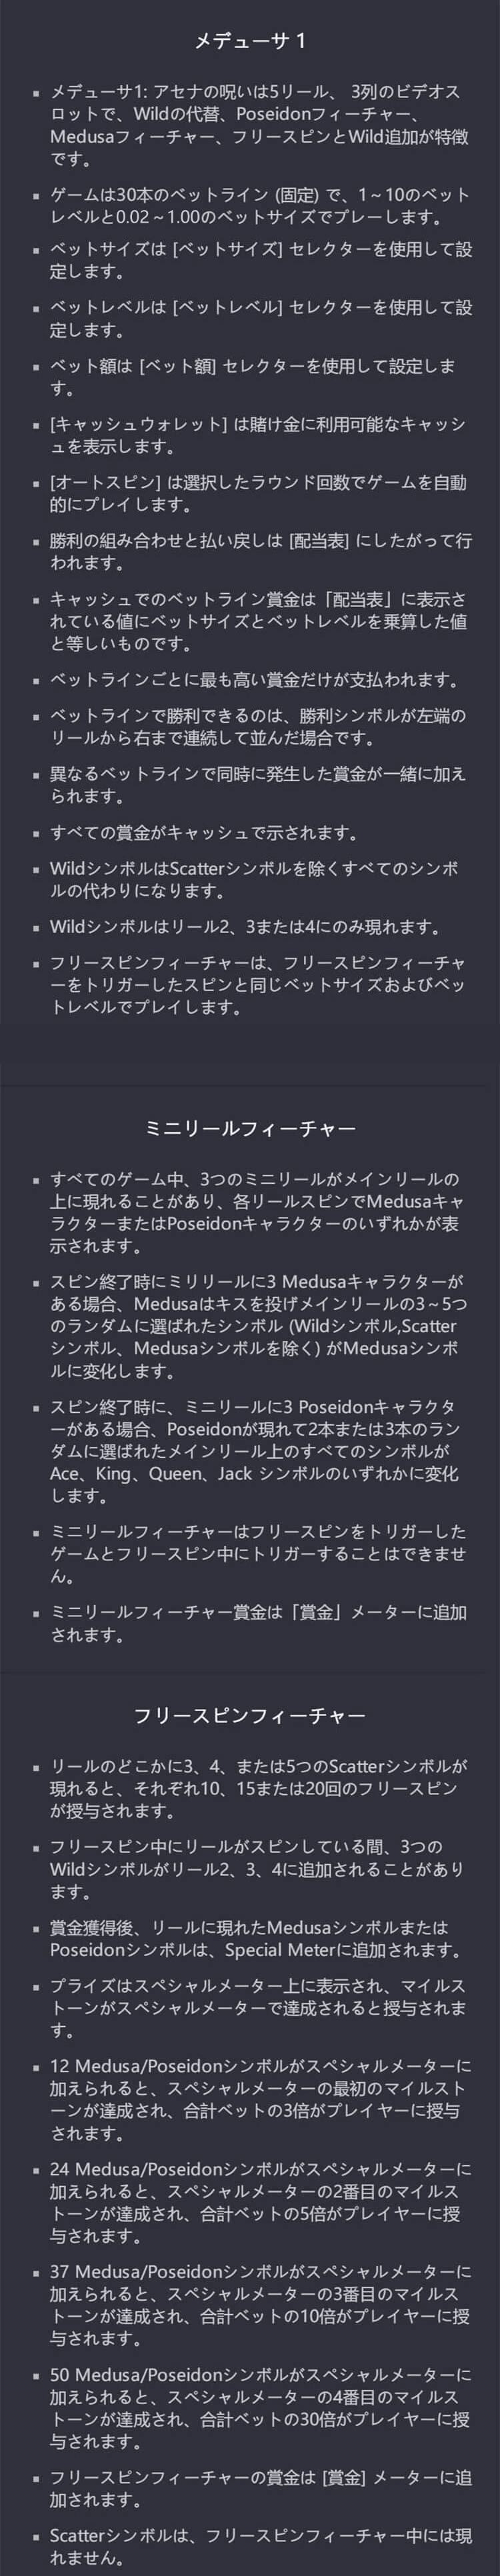 メデューサ 1
▪ メデューサ1: アセナの呪いは5リール、 3列のビデオス
ロットで、Wildの代替、Poseidonフィーチャー、
Medusaフィーチャー、フリースピンとWild追加が特徴
です。
▪ ゲームは30本のベットライン (固定) で、1～10のベット
レベルと0.02～1.00のベットサイズでプレーします。
▪ ベットサイズは [ベットサイズ] セレクターを使用して設
定します。
▪ ベットレベルは [ベットレベル] セレクターを使用して設
定します。
▪ ベット額は [ベット額] セレクターを使用して設定しま
す。
▪ [キャッシュウォレット] は賭け金に利用可能なキャッシ
ュを表示します。
▪ [オートスピン] は選択したラウンド回数でゲームを自動
的にプレイします。
▪ 勝利の組み合わせと払い戻しは [配当表] にしたがって行
われます。
▪ キャッシュでのベットライン賞金は「配当表」に表示さ
れている値にベットサイズとベットレベルを乗算した値
と等しいものです。
▪ ベットラインごとに最も高い賞金だけが支払われます。
▪ ベットラインで勝利できるのは、勝利シンボルが左端の
リールから右まで連続して並んだ場合です。
▪ 異なるベットラインで同時に発生した賞金が一緒に加え
られます。
▪ すべての賞金がキャッシュで示されます。
▪ WildシンボルはScatterシンボルを除くすべてのシンボ
ルの代わりになります。
▪ Wildシンボルはリール2、3または4にのみ現れます。
▪ フリースピンフィーチャーは、フリースピンフィーチャ
ーをトリガーしたスピンと同じベットサイズおよびベッ
トレベルでプレイします。
ミニリールフィーチャー
▪ すべてのゲーム中、3つのミニリールがメインリールの
上に現れることがあり、各リールスピンでMedusaキャ
ラクターまたはPoseidonキャラクターのいずれかが表
示されます。
▪ スピン終了時にミリリールに3 Medusaキャラクターが
ある場合、Medusaはキスを投げメインリールの3～5つ
のランダムに選ばれたシンボル (Wildシンボル,Scatter
シンボル、Medusaシンボルを除く) がMedusaシンボ
ルに変化します。
▪ スピン終了時に、ミニリールに3 Poseidonキャラクタ
ーがある場合、Poseidonが現れて2本または3本のラン
ダムに選ばれたメインリール上のすべてのシンボルが
Ace、King、Queen、Jack シンボルのいずれかに変化
します。
▪ ミニリールフィーチャーはフリースピンをトリガーした
ゲームとフリースピン中にトリガーすることはできませ
ん。
▪ ミニリールフィーチャー賞金は「賞金」メーターに追加
されます。
フリースピンフィーチャー
▪ リールのどこかに3、4、または5つのScatterシンボルが
現れると、それぞれ10、15または20回のフリースピン
が授与されます。
▪ フリースピン中にリールがスピンしている間、3つの
Wildシンボルがリール2、3、4に追加されることがあり
ます。
▪ 賞金獲得後、リールに現れたMedusaシンボルまたは
Poseidonシンボルは、Special Meterに追加されます。
▪ プライズはスペシャルメーター上に表示され、マイルス
トーンがスペシャルメーターで達成されると授与されま
す。
▪ 12 Medusa/Poseidonシンボルがスペシャルメーターに
加えられると、スペシャルメーターの最初のマイルスト
ーンが達成され、合計ベットの3倍がプレイヤーに授与
されます。
▪ 24 Medusa/Poseidonシンボルがスペシャルメーターに
加えられると、スペシャルメーターの2番目のマイルス
トーンが達成され、合計ベットの5倍がプレイヤーに授
与されます。
▪ 37 Medusa/Poseidonシンボルがスペシャルメーターに
加えられると、スペシャルメーターの3番目のマイルス
トーンが達成され、合計ベットの10倍がプレイヤーに授
与されます。
▪ 50 Medusa/Poseidonシンボルがスペシャルメーターに
加えられると、スペシャルメーターの4番目のマイルス
トーンが達成され、合計ベットの30倍がプレイヤーに授
与されます。
▪ フリースピンフィーチャーの賞金は [賞金] メーターに追
加されます。
▪ Scatterシンボルは、フリースピンフィーチャー中には現
れません。